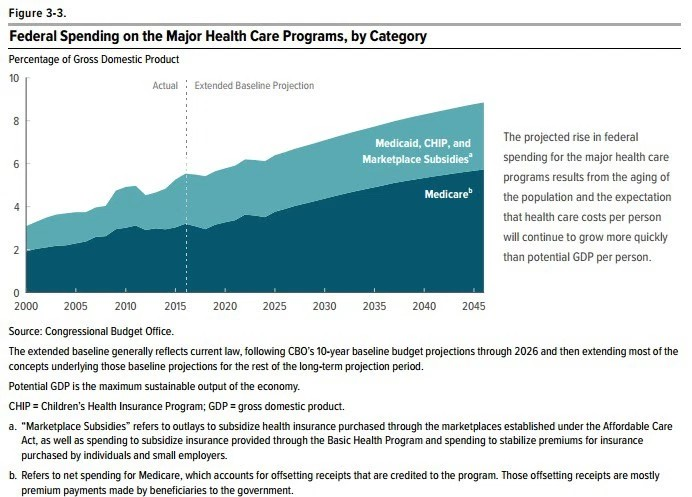 Figure 3-3.
Federal Spending on the Major Health Care Programs, by Category
Percentage of Gross Domestic Product
10
Actual
Extended Baseline Projection
8
Medicaid, CHIP, and
Marketplace Subsidiesᵃ
The projected rise in federal
spending for the major health care
programs results from the aging of
the population and the expectation
that health care costs per person
will continue to grow more quickly
than potential GDP per person.
6
Medicareᵇ
4
2
0
2000 2005 2010 2015 2020 2025 2030 2035 2040 2045
Source: Congressional Budget Office.
The extended baseline generally reflects current law, following CBO's 10-year baseline budget projections through 2026 and then extending most of the
concepts underlying those baseline projections for the rest of the long-term projection period.
Potential GDP is the maximum sustainable output of the economy.
CHIP = Children's Health Insurance Program; GDP = gross domestic product.
a. "Marketplace Subsidies" refers to outlays to subsidize health insurance purchased through the marketplaces established under the Affordable Care
Act, as well as spending to subsidize insurance provided through the Basic Health Program and spending to stabilize premiums for insurance
purchased by individuals and small employers.
b. Refers to net spending for Medicare, which accounts for offsetting receipts that are credited to the program. Those offsetting receipts are mostly
premium payments made by beneficiaries to the government.